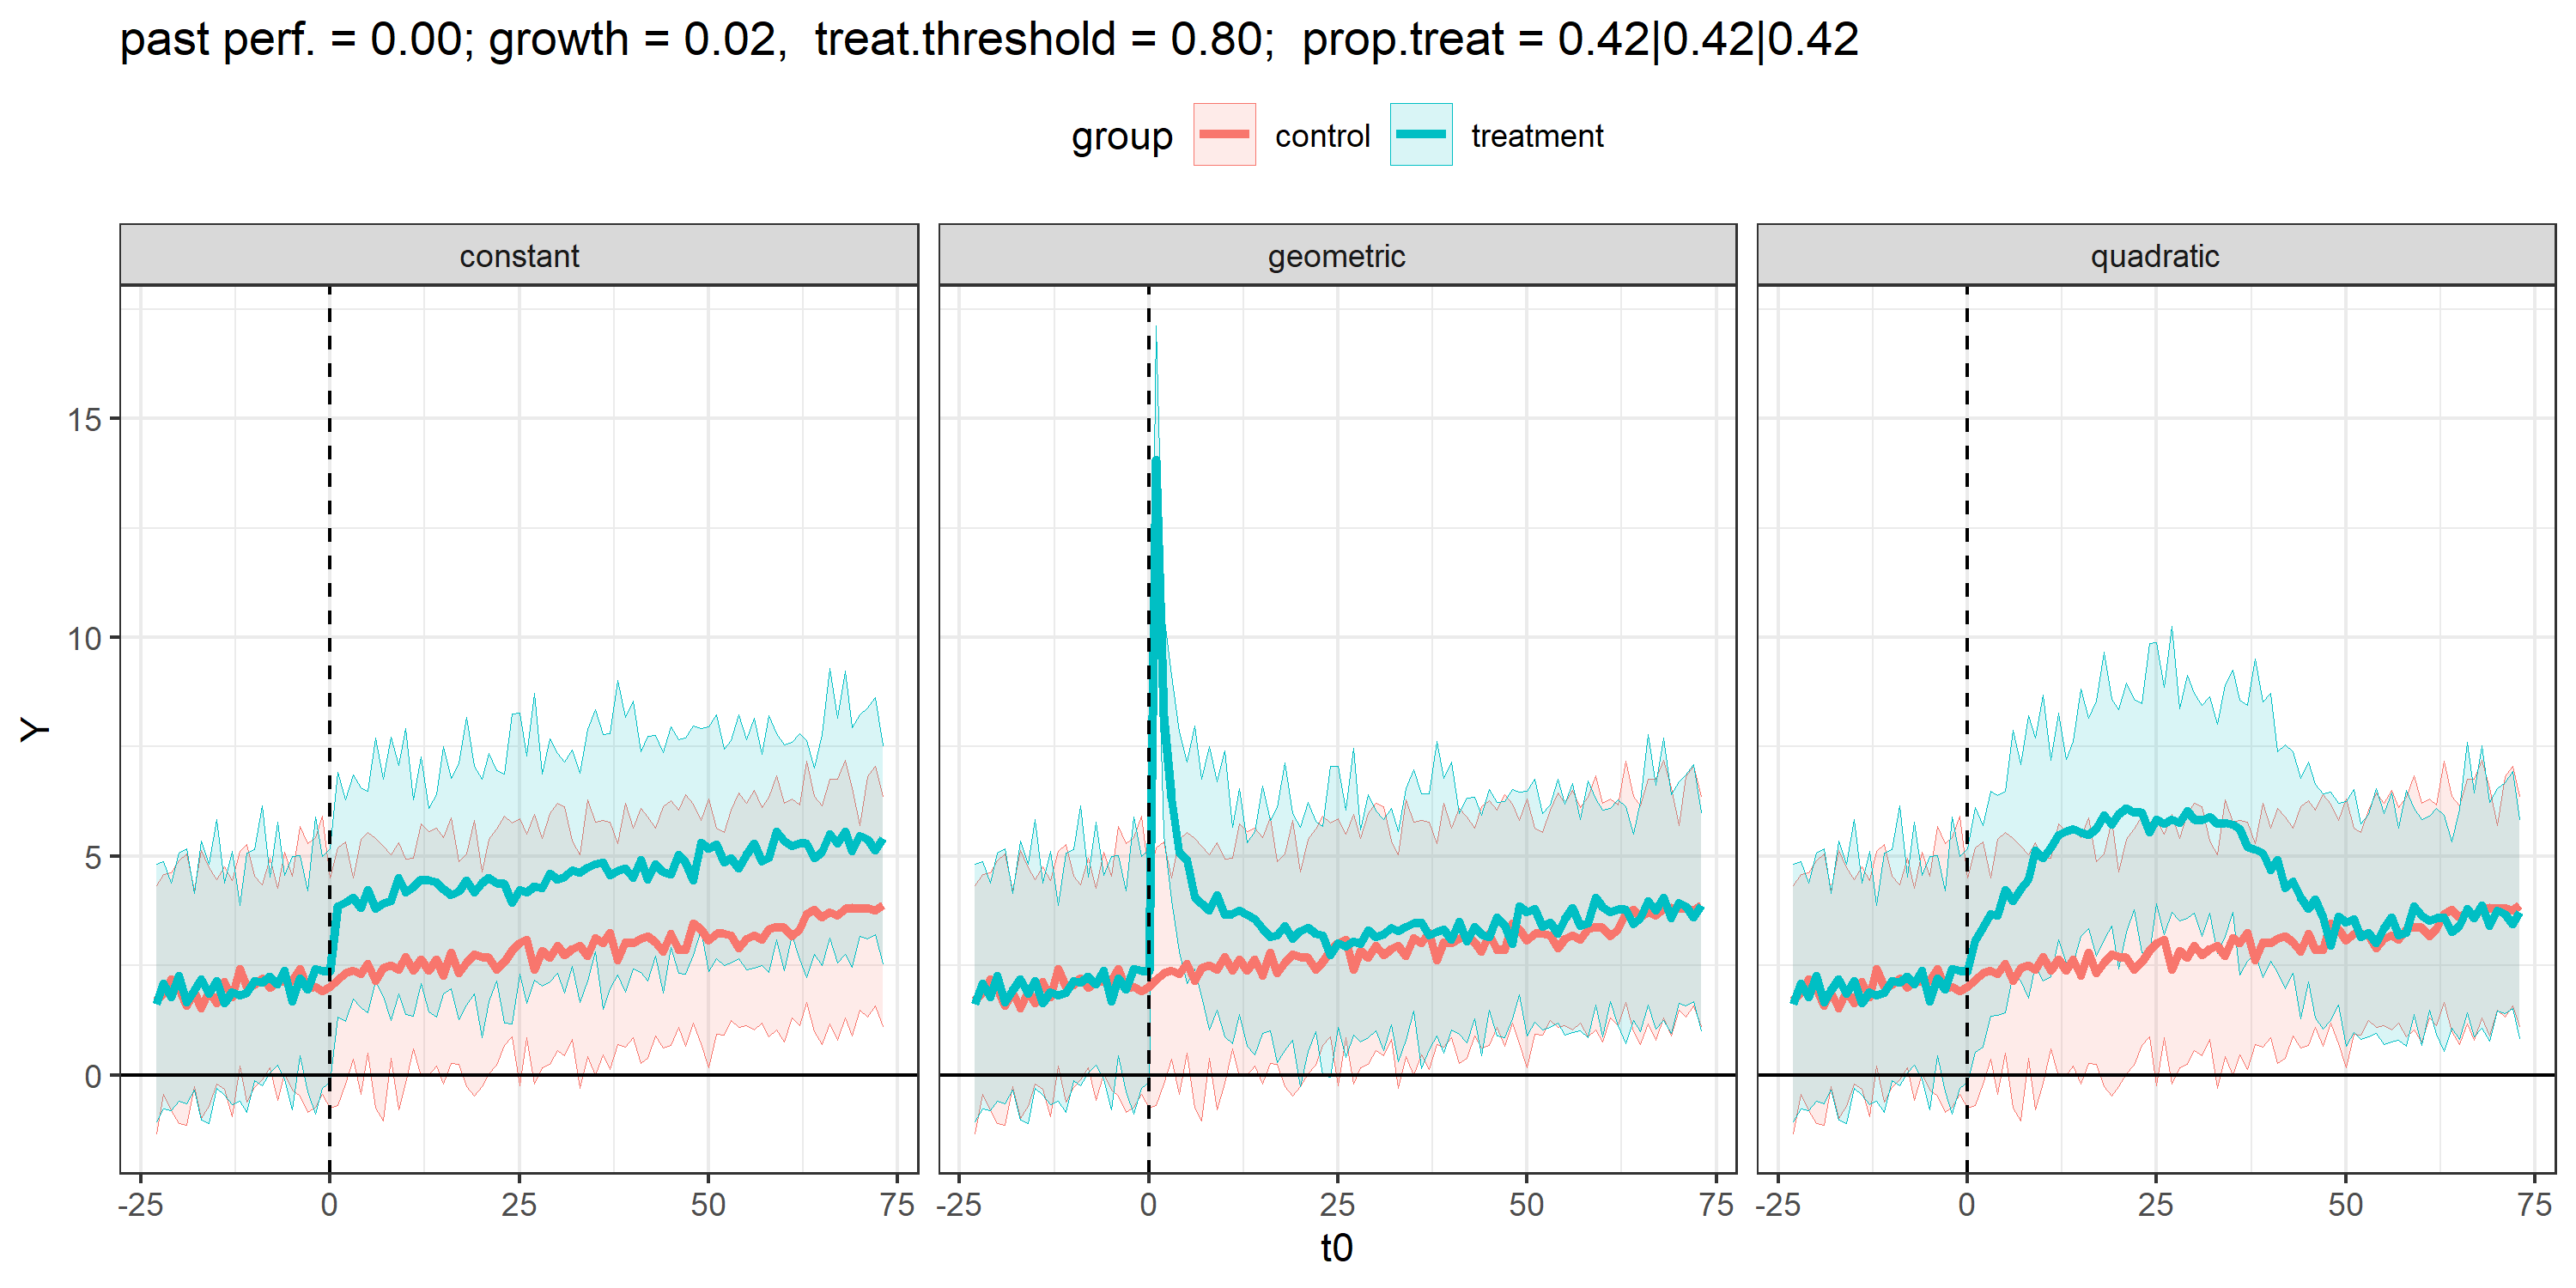 past perf. = 0.00; growth = 0.02,  treat.threshold = 0.80;  prop.treat = 0.42|0.42|0.42
group control treatment
constant geometric quadratic
15
10
5
0
Y
-25 0 25 50 75 -25 0 25 50 75 -25 0 25 50 75
t0